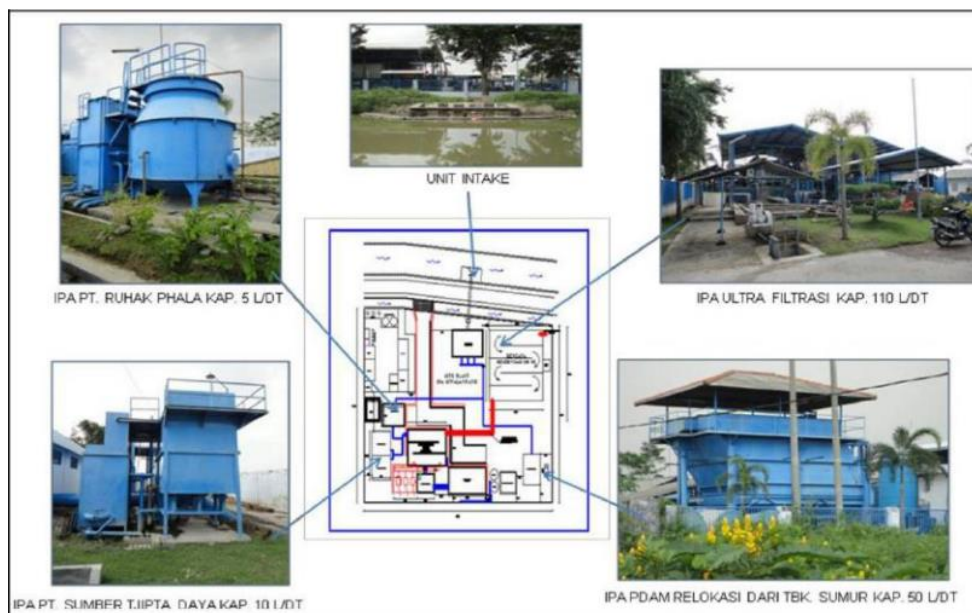 UNIT INTAKE
IPA PT. RUHAK PHALA KAP. 5 L/DT
IPA ULTRA FILTRASI KAP. 110 L/DT
IPA PT. SUMBER TJIPTA DAYA KAP. 10 L/DT
IPA PDAM RELOKASI DARI TBK. SUMUR KAP. 50 L/DT